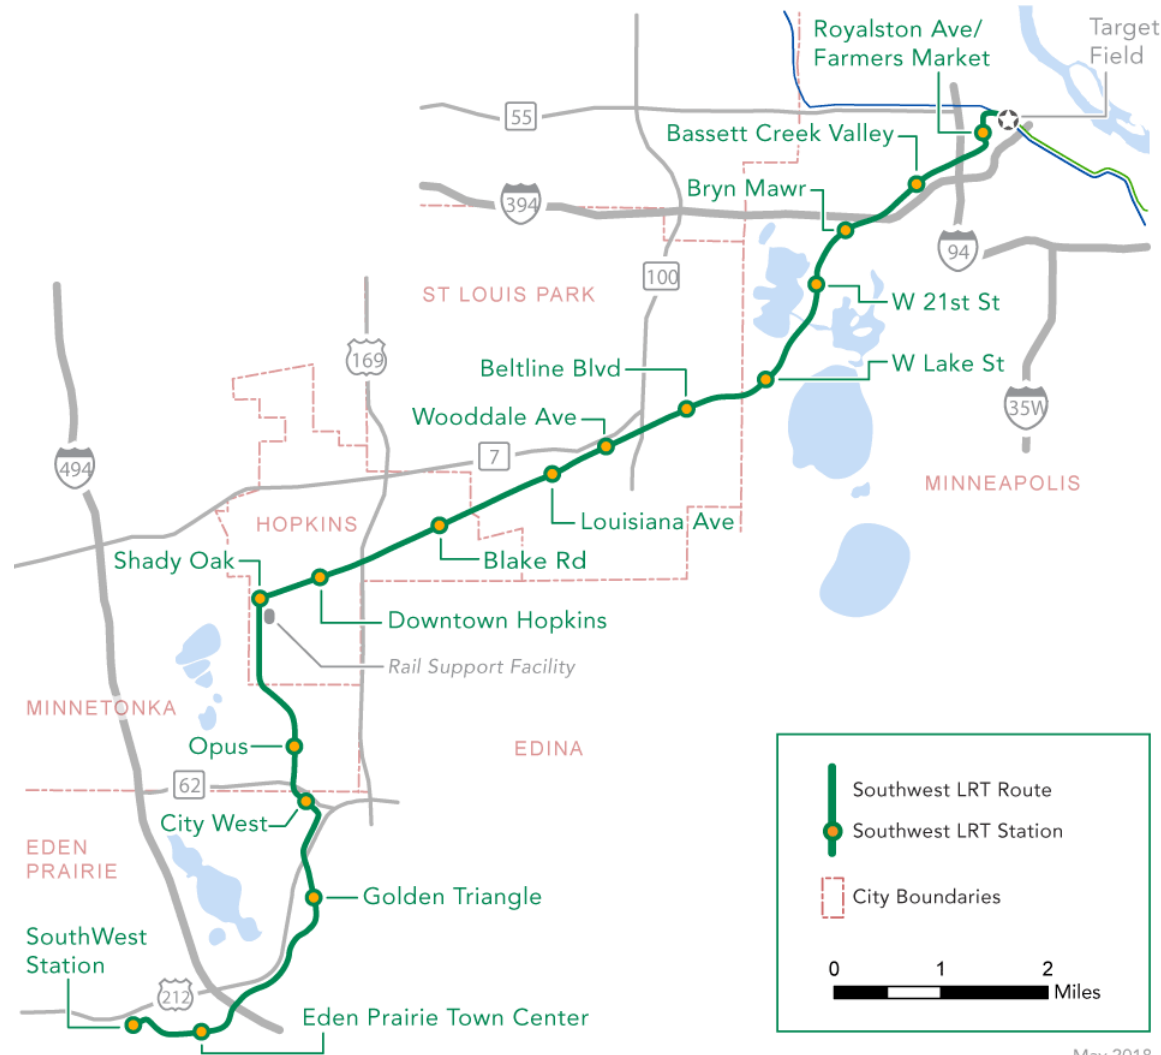 Royalston Ave/
Farmers Market
Target
Field
55
Bassett Creek Valley
Bryn Mawr
394
94
100
ST LOUIS PARK
W 21st St
169
Beltline Blvd
W Lake St
Wooddale Ave
35W
7
494
MINNEAPOLIS
HOPKINS
Louisiana Ave
Shady Oak
Blake Rd
Downtown Hopkins
Rail Support Facility
MINNETONKA
Opus
EDINA
62
City West
EDEN
PRAIRIE
Golden Triangle
SouthWest
Station
212
Eden Prairie Town Center
Southwest LRT Route
Southwest LRT Station
City Boundaries
0 1 2
Miles
May 2018